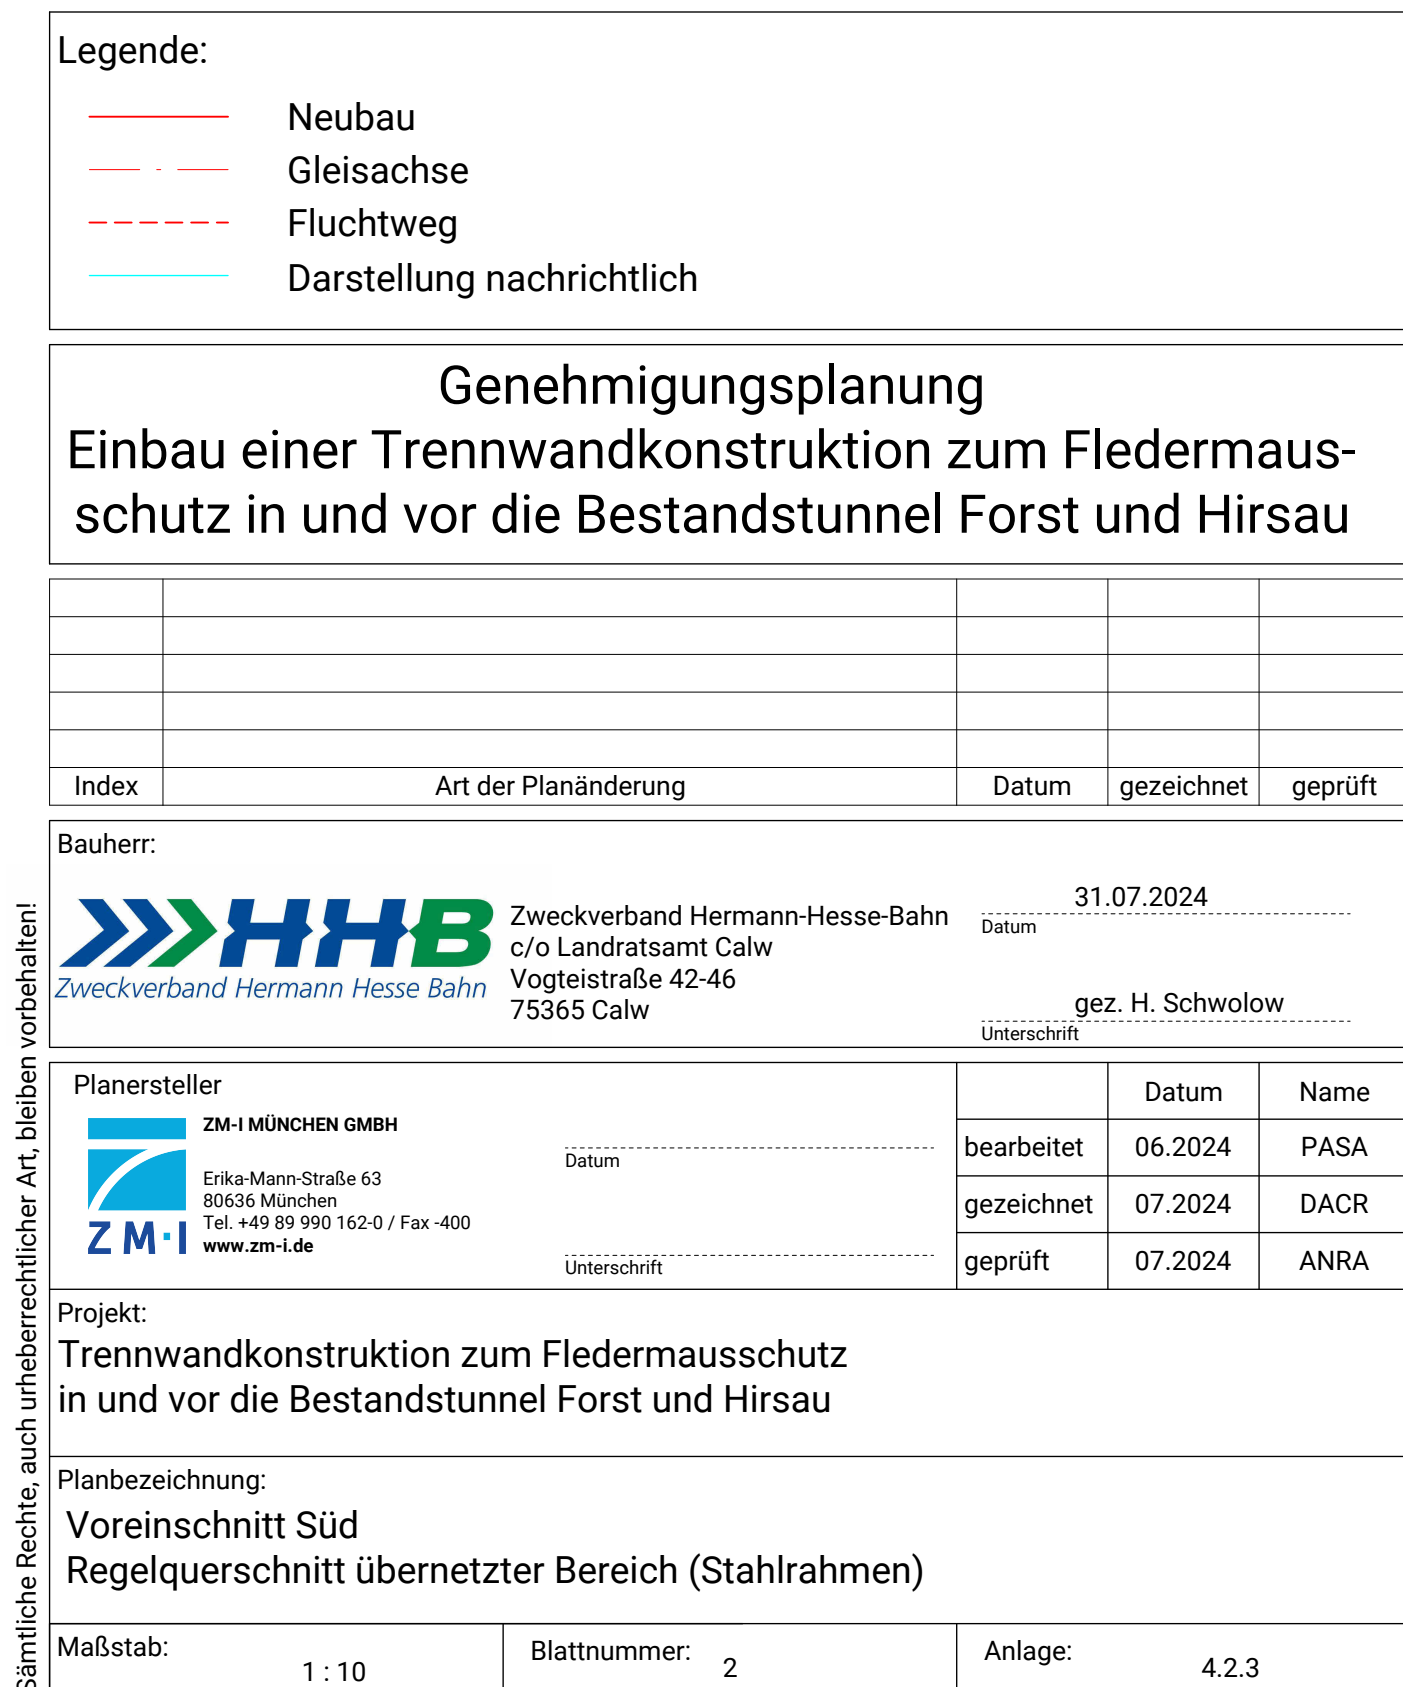 Legende:
Neubau
Gleisachse
Fluchtweg
Darstellung nachrichtlich
Genehmigungsplanung
Einbau einer Trennwandkonstruktion zum Fledermaus-
schutz in und vor die Bestandstunnel Forst und Hirsau
Index Art der Planänderung Datum gezeichnet geprüft
Bauherr:
HHB
Zweckverband Hermann Hesse Bahn
Zweckverband Hermann-Hesse-Bahn
c/o Landratsamt Calw
Vogteistraße 42-46
75365 Calw
31.07.2024
Datum
gez. H. Schwolow
Unterschrift
Planersteller
ZM-I
ZM-I MÜNCHEN GMBH
Erika-Mann-Straße 63
80636 München
Tel. +49 89 990 162-0 / Fax -400
www.zm-i.de
Datum
Unterschrift
Datum Name
bearbeitet 06.2024 PASA
gezeichnet 07.2024 DACR
geprüft 07.2024 ANRA
Projekt:
Trennwandkonstruktion zum Fledermausschutz
in und vor die Bestandstunnel Forst und Hirsau
Planbezeichnung:
Voreinschnitt Süd
Regelquerschnitt übernetzter Bereich (Stahlrahmen)
Maßstab: 1 : 10
Blattnummer: 2
Anlage: 4.2.3
Sämtliche Rechte, auch urheberrechtlicher Art, bleiben vorbehalten!